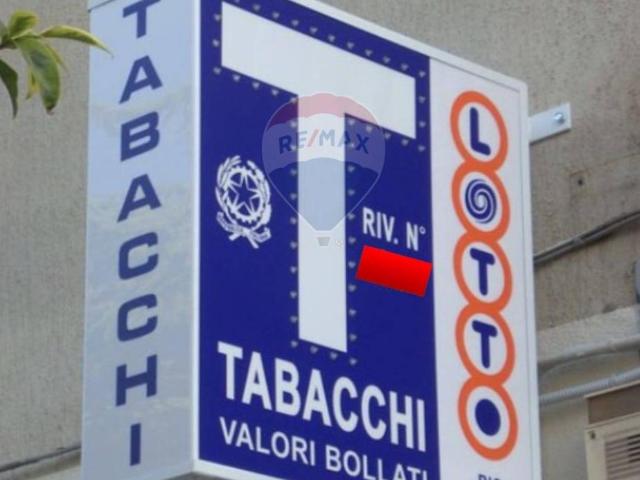 TABACCHI
T
RE/MAX
RIV. N°
TABACCHI
VALORI BOLLATI
LOTTO